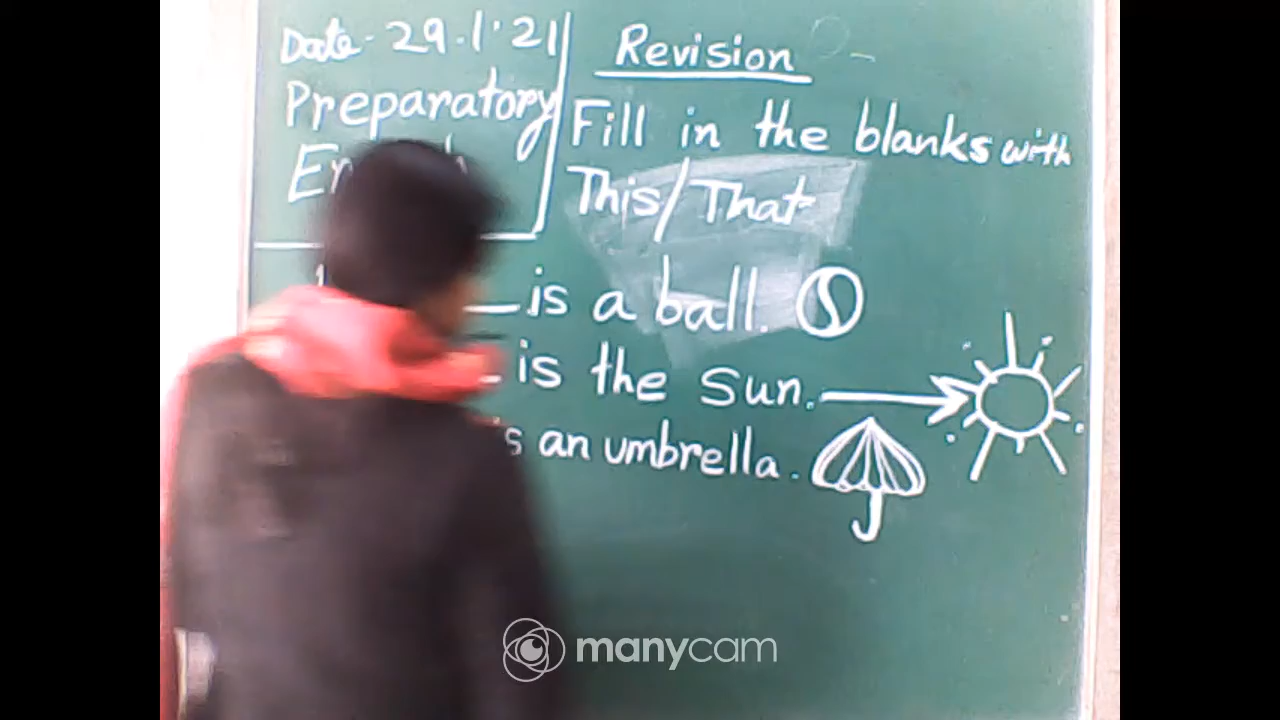 Date - 29.1.21
Preparatory
Revision
Fill in the blanks with
This/That
is a ball.
is the Sun.
an umbrella.
manycam